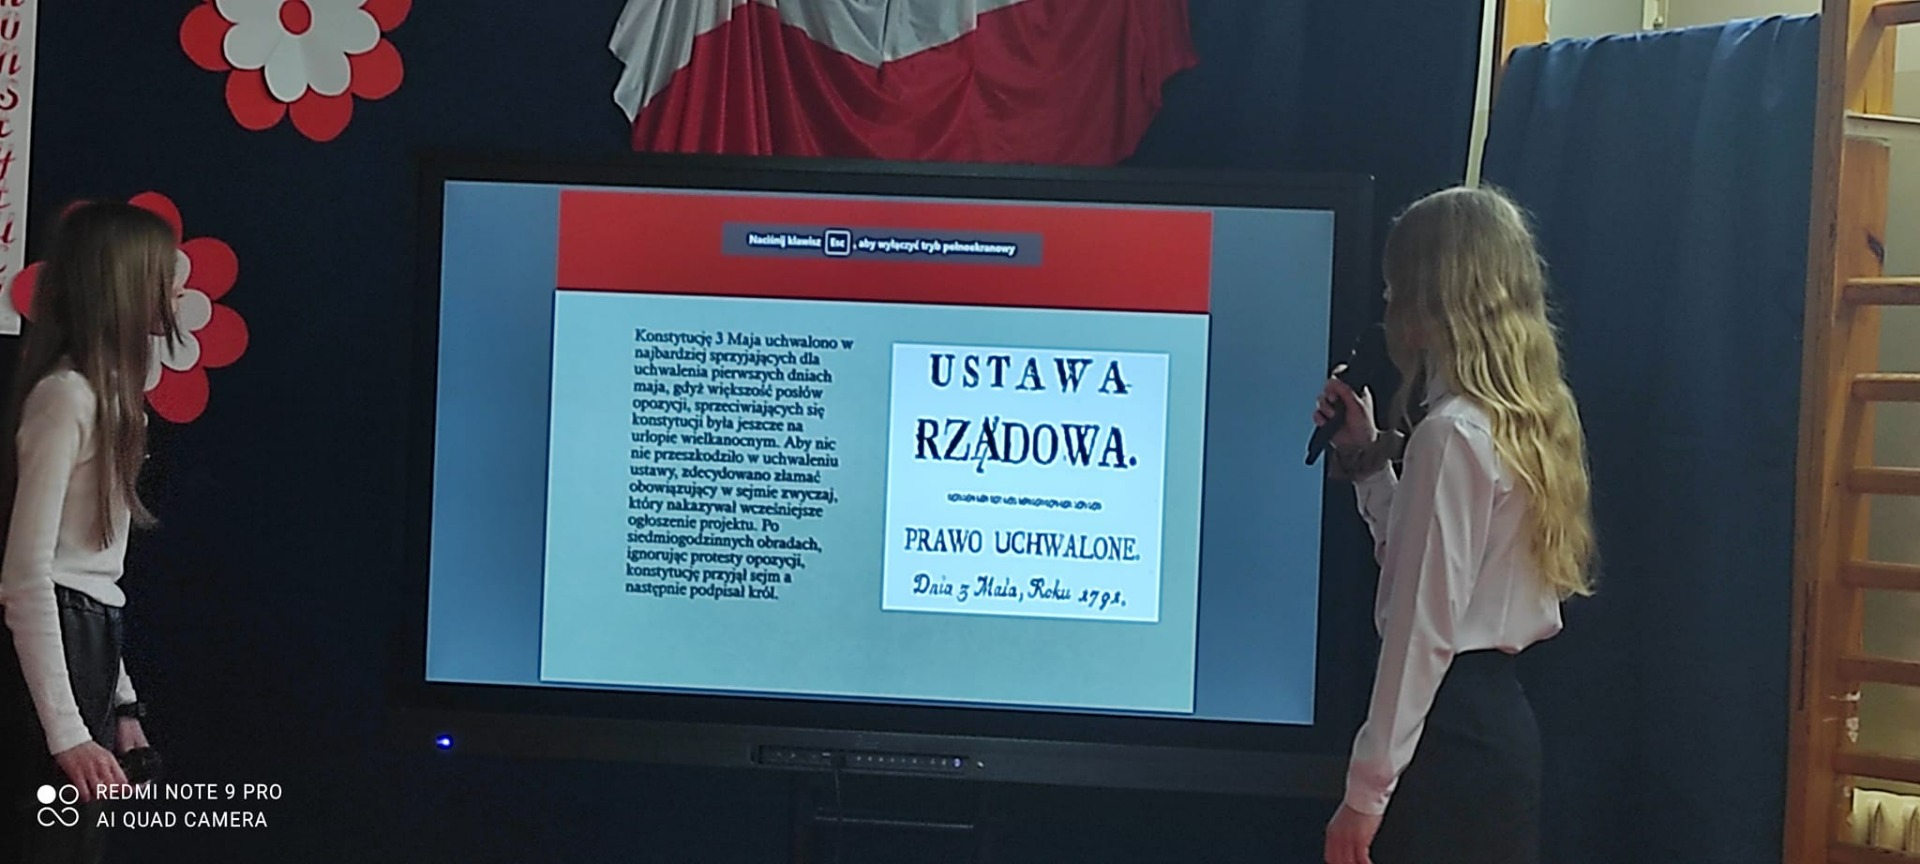 Naciśnij klawisz Esc , aby wyłączyć tryb pełnoekranowy
Konstytucję 3 Maja uchwalono w
najbardziej sprzyjających dla
uchwalenia pierwszych dniach
maja, gdyż większość posłów
opozycji, sprzeciwiających się
konstytucji była jeszcze na
urlopie wielkanocnym. Aby nic
nie przeszkodziło w uchwaleniu
ustawy, zdecydowano złamać
obowiązujący w sejmie zwyczaj,
który nakazywał wcześniejsze
ogłoszenie projektu. Po
siedmiogodzinnych obradach,
ignorując protesty opozycji,
konstytucję przyjął sejm a
następnie podpisał król.
USTAWA
RZĄDOWA.
PRAWO UCHWALONE.
Dnia 3 Maia, Roku 1791.
REDMI NOTE 9 PRO
AI QUAD CAMERA